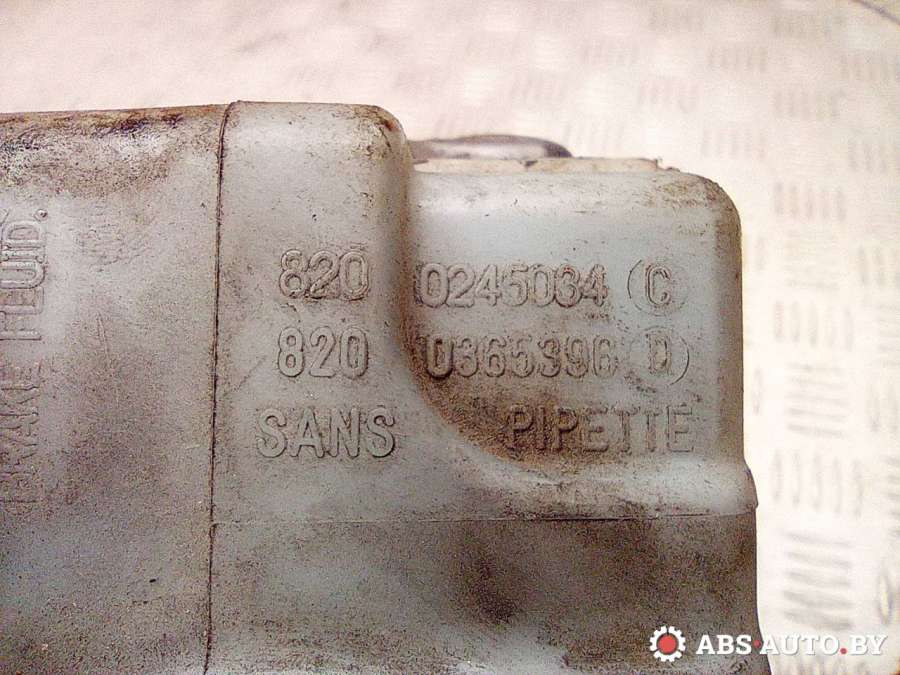 BRAKE FLUID.
820 0245034 (C)
820 0365396 (D)
SANS PIPETTE
ABS-AUTO.BY